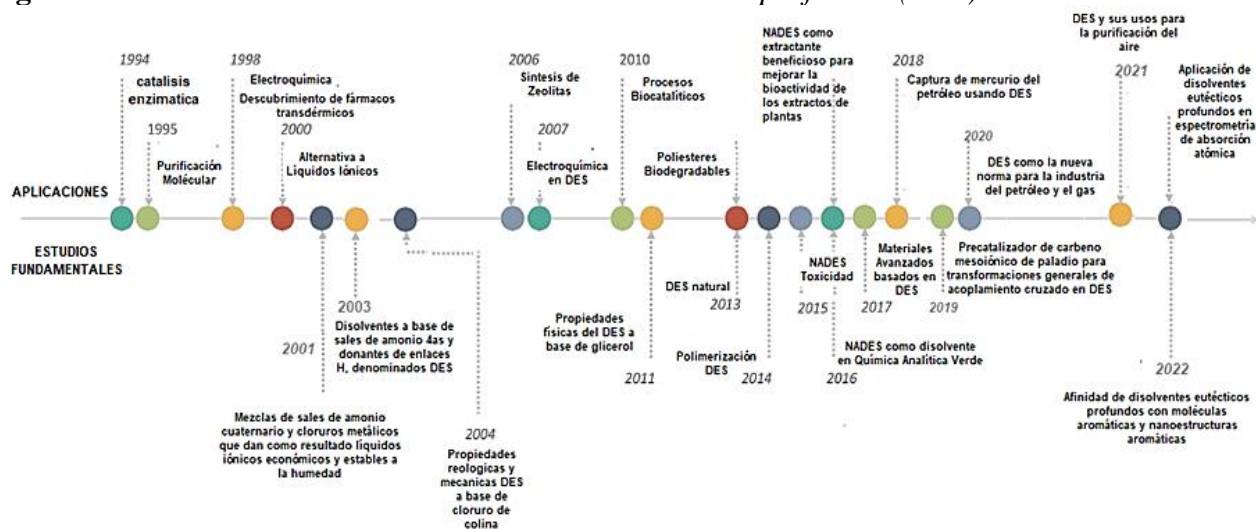 1994
catalisis
enzimatica
1995
Purificación
Molécular
1998
Electroquímica
Descubrimiento de fármacos
transdérmicos
2000
Alternativa a
Líquidos Iónicos
2006
Sintesis de
Zeolitas
2007
Electroquímica
en DES
2010
Procesos
Biocatalíticos
Poliesteres
Biodegradables
NADES como
extractante
beneficioso para
mejorar la
bioactividad de
los extractos de
plantas
2018
Captura de mercurio del
petróleo usando DES
2020
DES como la nueva
norma para la industria
del petróleo y el gas
DES y sus usos para
la purificación del
aire
2021
Aplicación de
disolventes
eutécticos
profundos en
espectrometría
de absorción
atómica
APLICACIONES
ESTUDIOS
FUNDAMENTALES
2001
Mezclas de sales de amonio
cuaternario y cloruros metálicos
que dan como resultado líquidos
iónicos económicos y estables a
la humedad
2003
Disolventes a base de
sales de amonio 4as y
donantes de enlaces
H, denominados DES
2004
Propiedades
reologicas y
mecanicas DES
a base de
cloruro de
colina
Propiedades
físicas del DES a
base de glicerol
2011
DES natural
2013
Polimerización
DES
2014
NADES
Toxicidad
2015
NADES como disolvente
en Química Analítica Verde
2016
2017
Materiales
Avanzados
basados en
DES
Precatalizador de carbeno
mesoiónico de paladio para
transformaciones generales de
acoplamiento cruzado en DES
2019
2022
Afinidad de disolventes eutécticos
profundos con moléculas
aromáticas y nanoestructuras
aromáticas